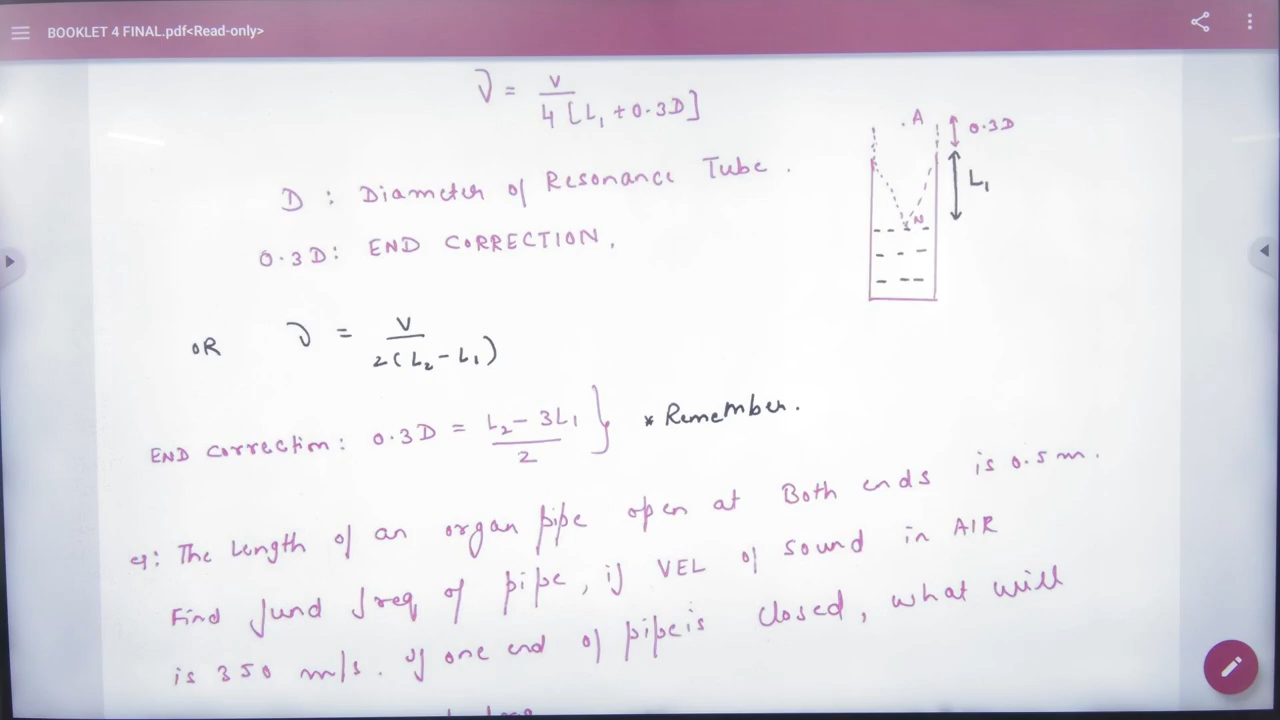 BOOKLET 4 FINAL.pdf<Read-only>
ν = v / 4 [L₁ + 0.3D]
.A
0.3D
D : Diameter of Resonance Tube .
L₁
N
0.3D : END CORRECTION.
OR ν = v / 2(L₂ - L₁)
END Correction : 0.3D = L₂ - 3L₁ / 2 } * Remember.
q: The Length of an organ pipe open at Both ends is 0.5m.
Find fund freq of pipe, if VEL of sound in AIR
is 350 m/s. If one end of pipe is closed, what will